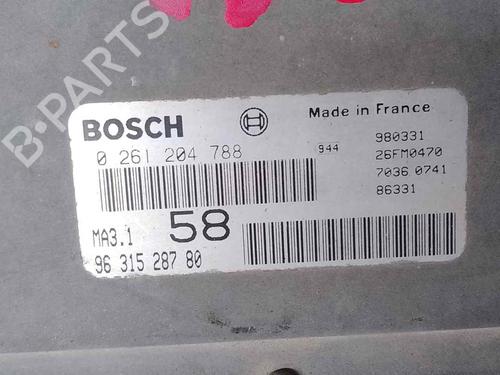 BOSCH
Made in France
0 261 204 788
944
980331
26FM0470
7036 0741
86331
MA3.1
58
96 315 287 80
B-PARTS